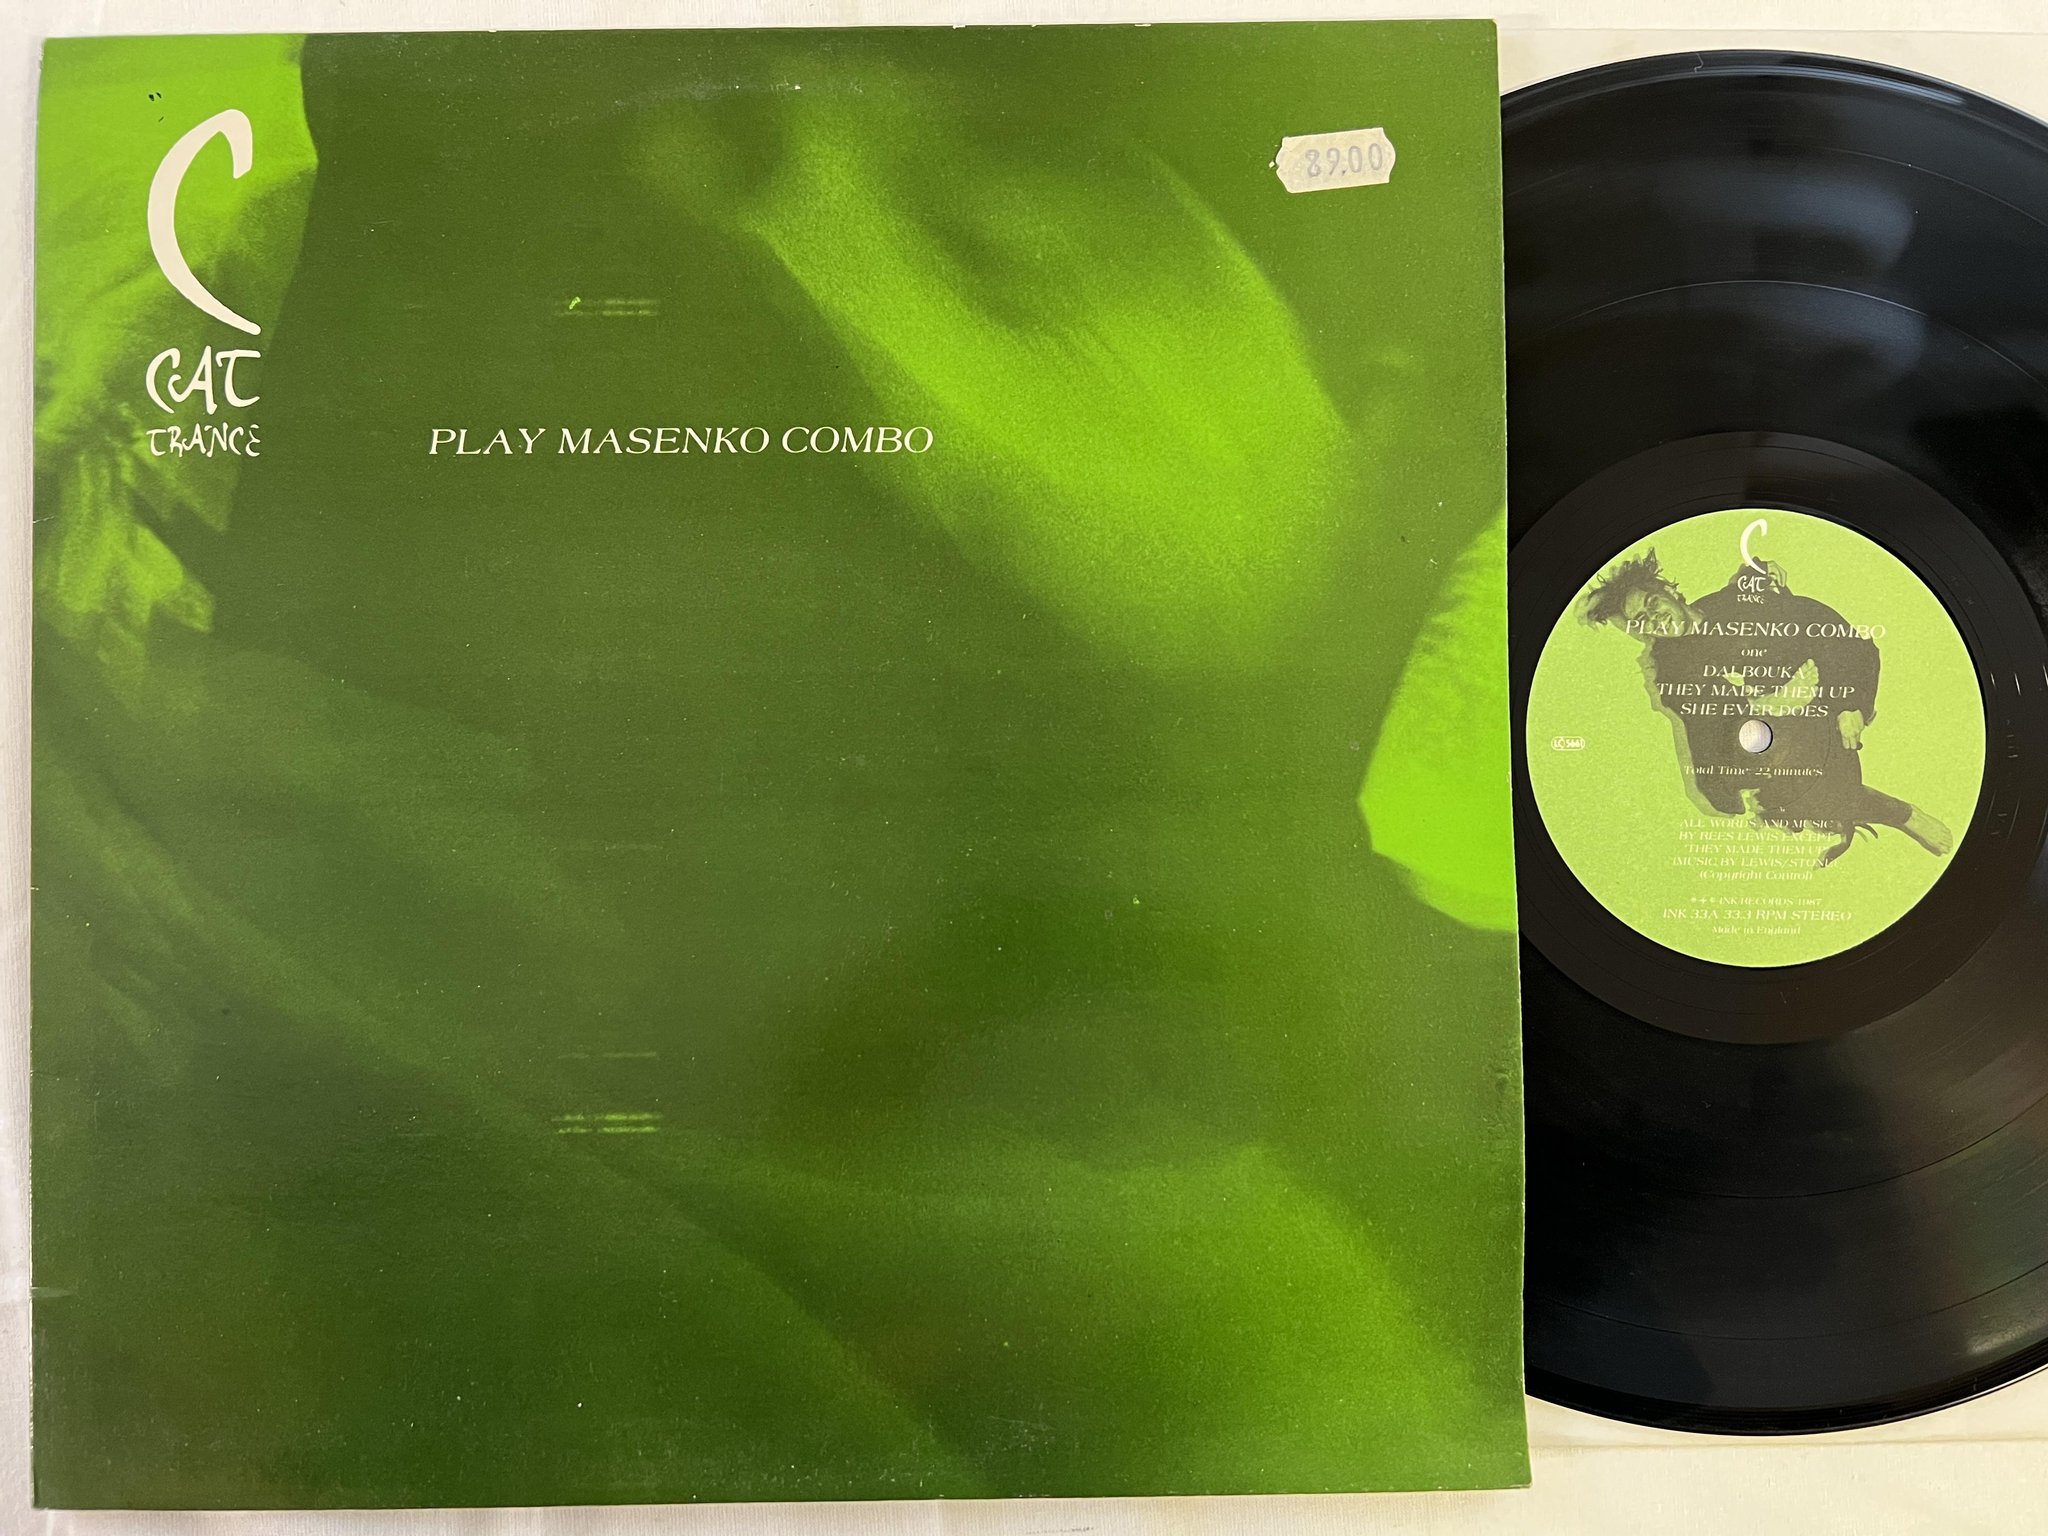 C
CAT
TRANCE
PLAY MASENKO COMBO
89.00
C
CAT
TRANCE
PLAY MASENKO COMBO
one
DALBOUKA
THEY MADE THEM UP
SHE EVER DOES
LC 5661
Total Time 22 minutes
ALL WORDS AND MUSIC
BY REES LEWIS EXCEPT
'THEY MADE THEM UP'
(MUSIC BY LEWIS/STONE)
(Copyright Control)
INK RECORDS 1987
INK 33A 33.3 RPM STEREO
Made in England